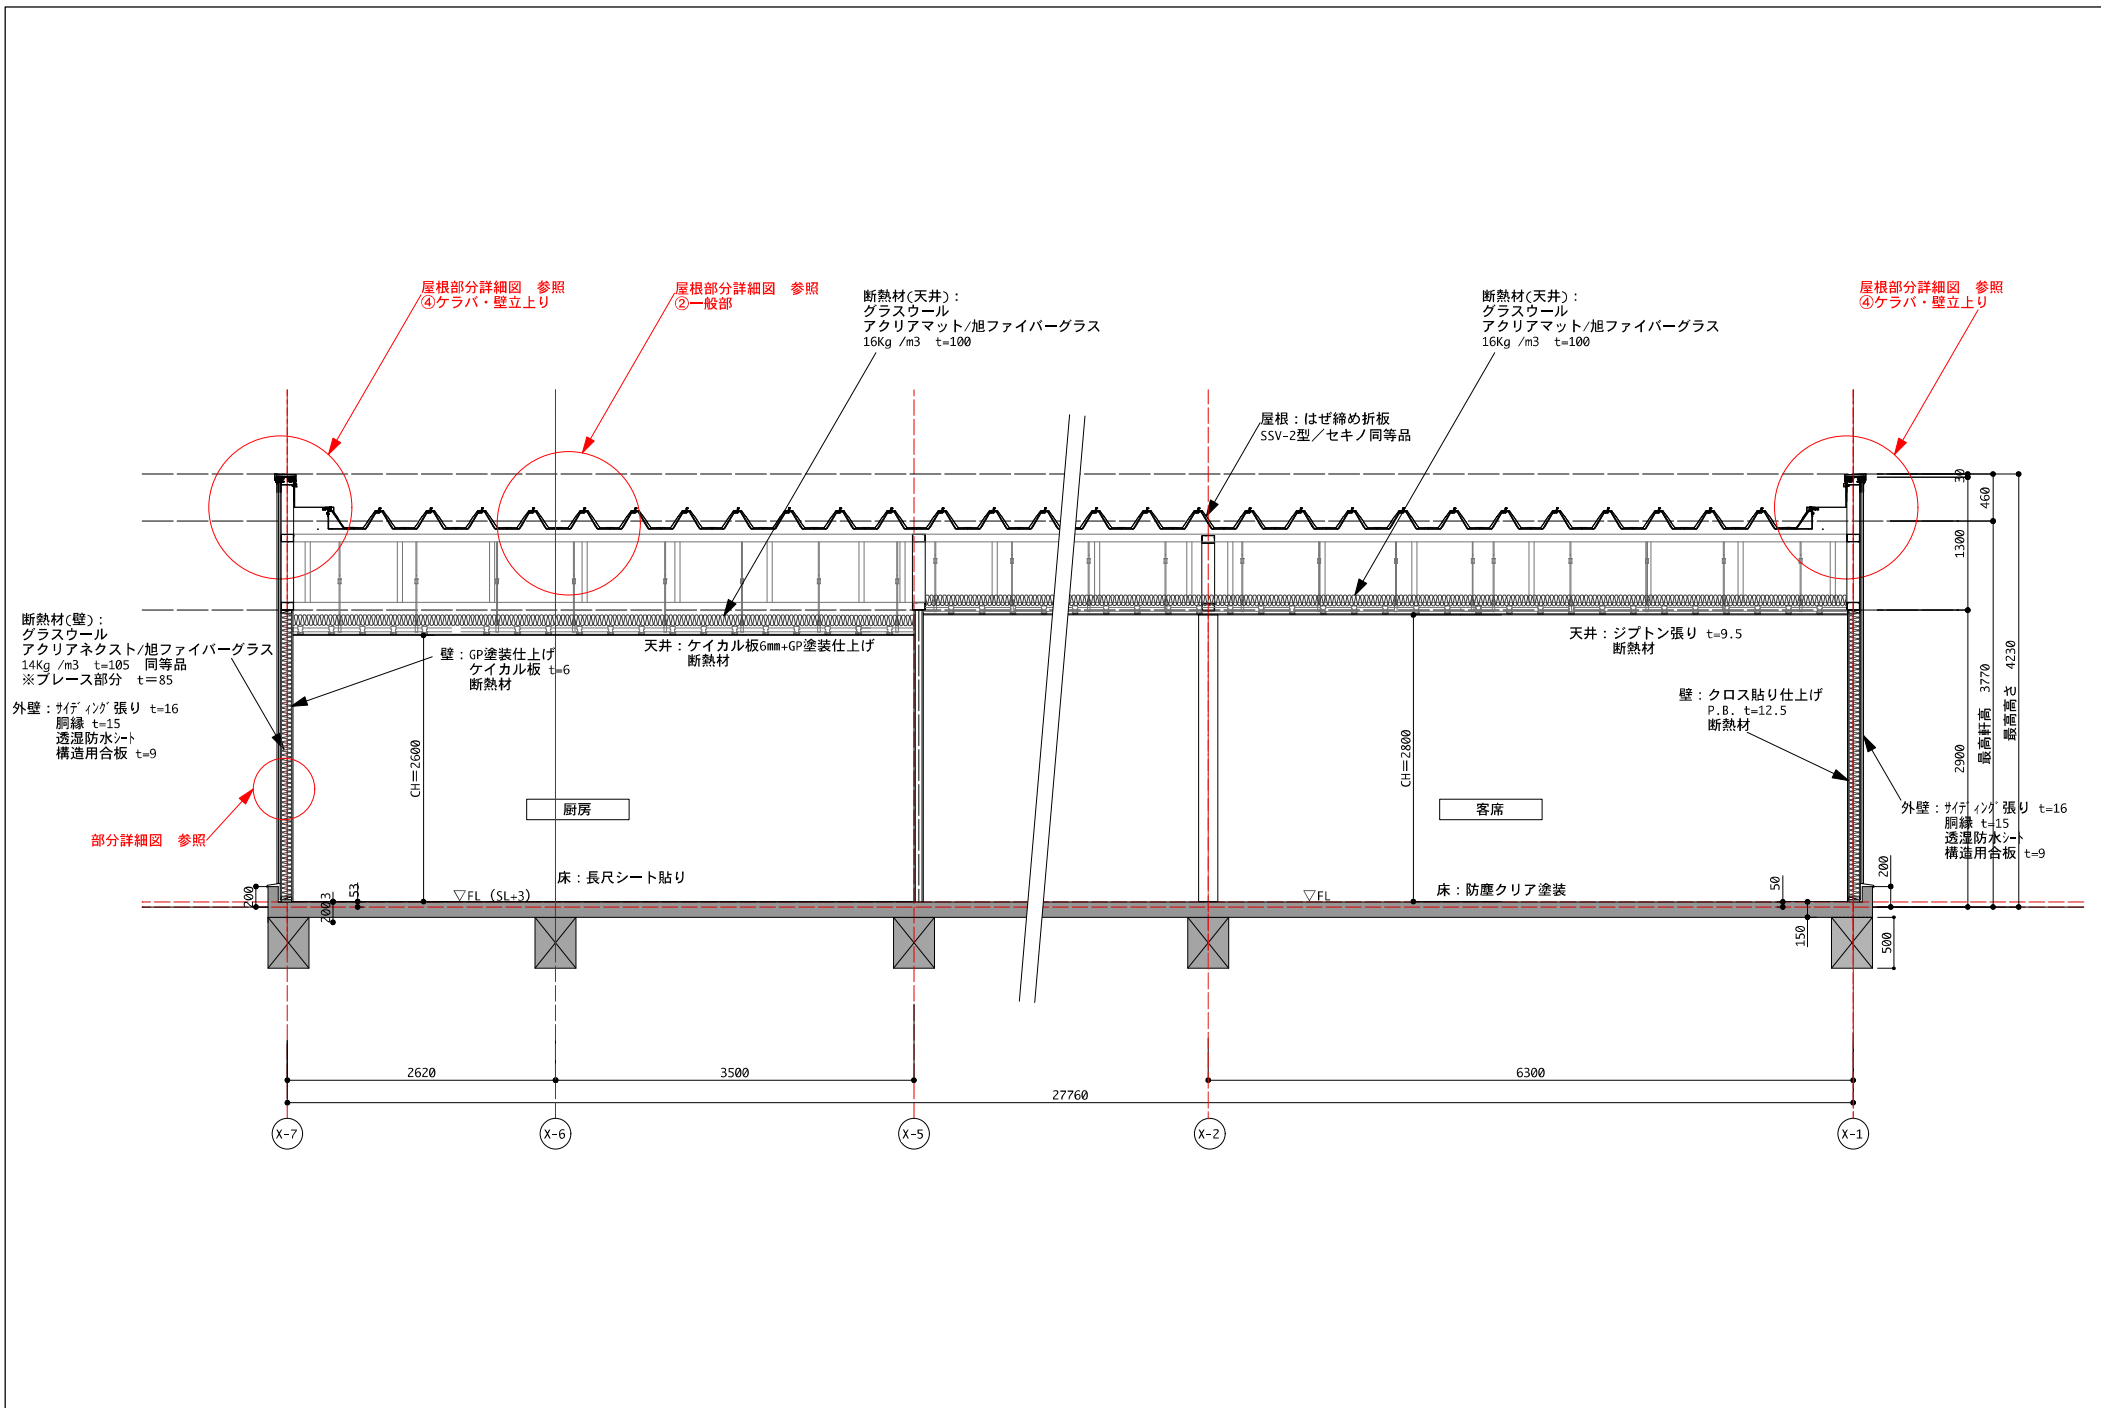 屋根部分詳細図 参照
④ケラバ・壁立上り
屋根部分詳細図 参照
②一般部
断熱材(天井):
グラスウール
アクリアマット/旭ファイバーグラス
16Kg /m3 t=100
断熱材(天井):
グラスウール
アクリアマット/旭ファイバーグラス
16Kg /m3 t=100
屋根部分詳細図 参照
④ケラバ・壁立上り
屋根:はぜ締め折板
SSV-2型/セキノ同等品
30
460
1300
2900
最高軒高 3770
最高高さ 4230
断熱材(壁):
グラスウール
アクリアネクスト/旭ファイバーグラス
14Kg /m3 t=105 同等品
※ブレース部分 t=85
外壁:サイディング張り t=16
胴縁 t=15
透湿防水シート
構造用合板 t=9
壁:GP塗装仕上げ
ケイカル板 t=6
断熱材
天井:ケイカル板6mm+GP塗装仕上げ
断熱材
天井:ジプトン張り t=9.5
断熱材
壁:クロス貼り仕上げ
P.B. t=12.5
断熱材
CH=2600
CH=2800
厨房
客席
部分詳細図 参照
外壁:サイディング張り t=16
胴縁 t=15
透湿防水シート
構造用合板 t=9
床:長尺シート貼り
▽FL (SL+3)
▽FL
床:防塵クリア塗装
200
3
200
53
50
150
200
500
2620
3500
6300
27760
X-7
X-6
X-5
X-2
X-1